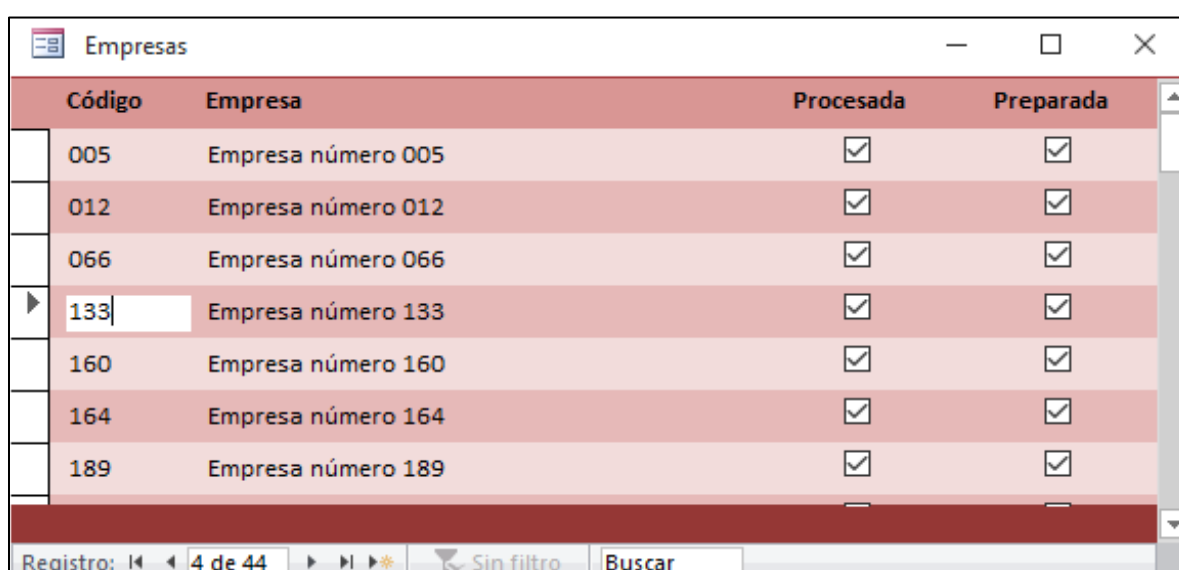 Empresas
Código Empresa Procesada Preparada
005 Empresa número 005
012 Empresa número 012
066 Empresa número 066
133 Empresa número 133
160 Empresa número 160
164 Empresa número 164
189 Empresa número 189
Registro: 4 de 44 Sin filtro Buscar